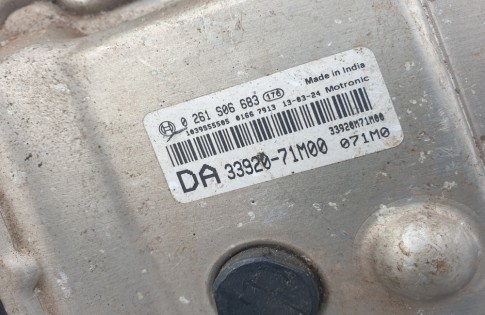 0 261 S06 683 176 Made in India
1039S55505 0166 7913 13-03-24 Motronic
33920M71M00
DA 33920-71M00 071M0